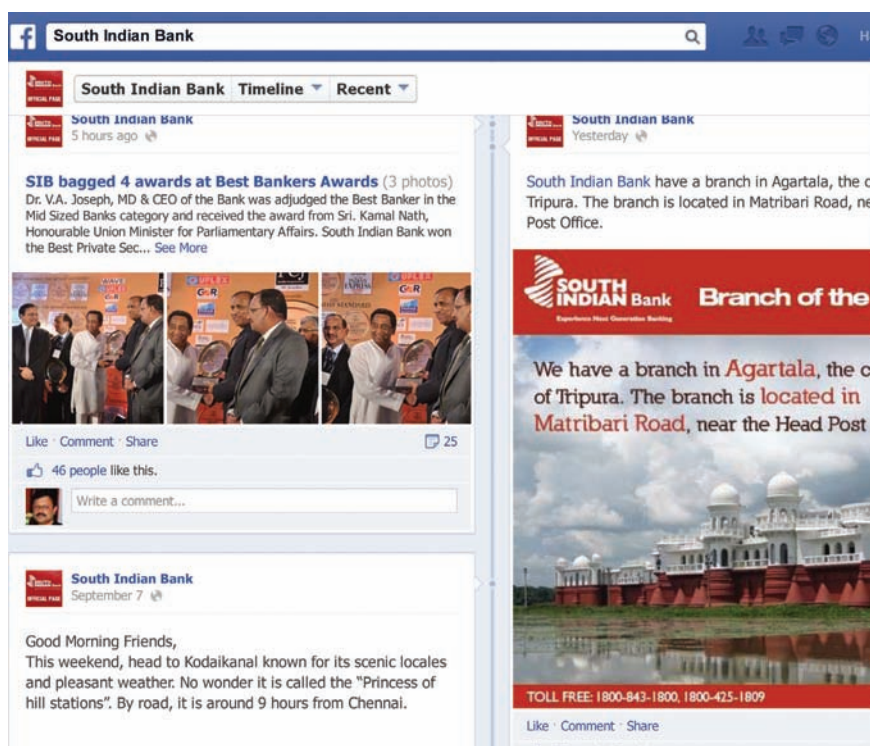 f South Indian Bank
H
South Indian Bank Timeline Recent
South Indian Bank
5 hours ago
SIB bagged 4 awards at Best Bankers Awards (3 photos)
Dr. V.A. Joseph, MD & CEO of the Bank was adjudged the Best Banker in the
Mid Sized Banks category and received the award from Sri. Kamal Nath,
Honourable Union Minister for Parliamentary Affairs. South Indian Bank won
the Best Private Sec... See More
UFLEX
Like · Comment · Share
25
46 people like this.
Write a comment...
South Indian Bank
September 7
Good Morning Friends,
This weekend, head to Kodaikanal known for its scenic locales
and pleasant weather. No wonder it is called the “Princess of
hill stations”. By road, it is around 9 hours from Chennai.
South Indian Bank
Yesterday
South Indian Bank have a branch in Agartala, the c
Tripura. The branch is located in Matribari Road, ne
Post Office.
SOUTH
INDIAN Bank
Experience Next Generation Banking
Branch of the
We have a branch in Agartala, the c
of Tripura. The branch is located in
Matribari Road, near the Head Post
TOLL FREE: 1800-843-1800, 1800-425-1809
Like · Comment · Share